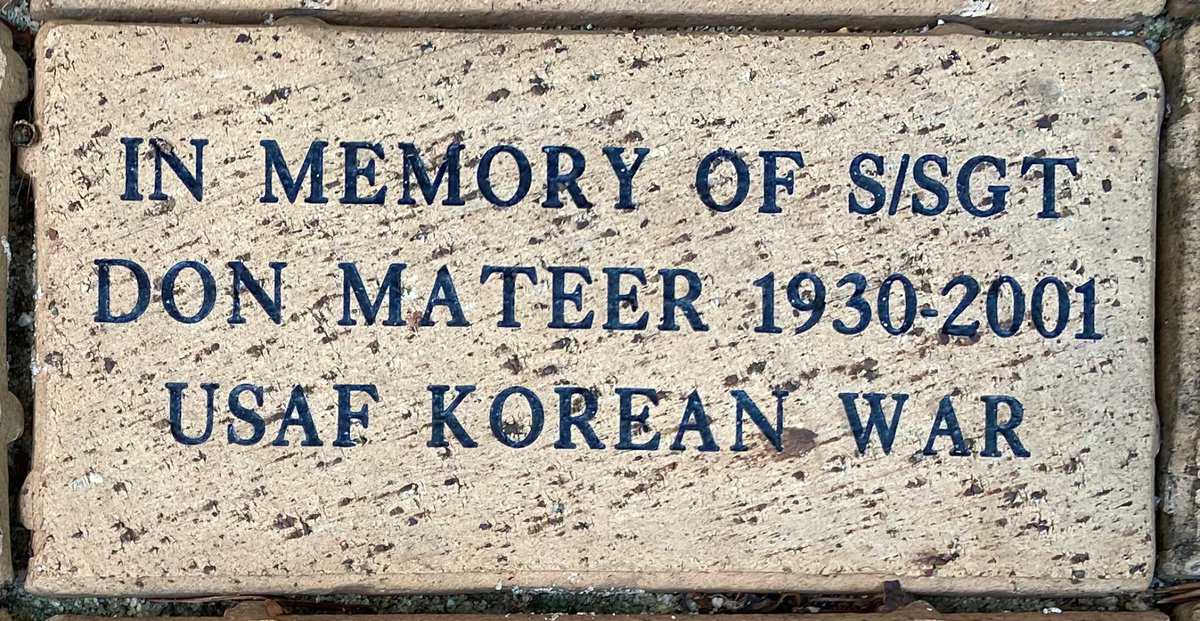 IN MEMORY OF S/SGT
DON MATEER 1930-2001
USAF KOREAN WAR